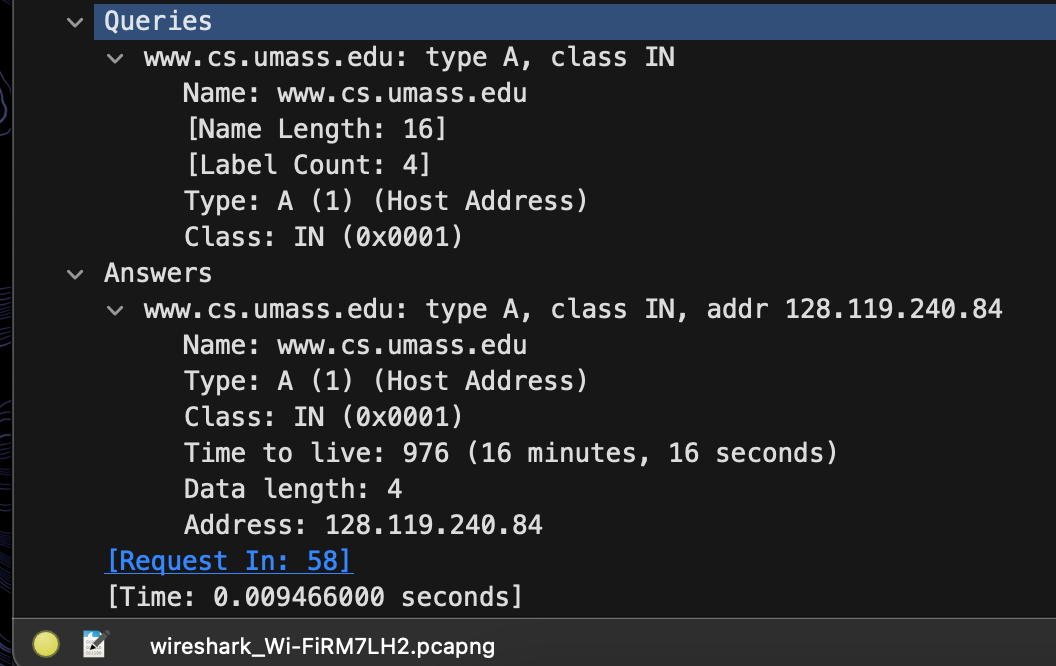 Queries
www.cs.umass.edu: type A, class IN
Name: www.cs.umass.edu
[Name Length: 16]
[Label Count: 4]
Type: A (1) (Host Address)
Class: IN (0x0001)
Answers
www.cs.umass.edu: type A, class IN, addr 128.119.240.84
Name: www.cs.umass.edu
Type: A (1) (Host Address)
Class: IN (0x0001)
Time to live: 976 (16 minutes, 16 seconds)
Data length: 4
Address: 128.119.240.84
[Request In: 58]
[Time: 0.009466000 seconds]
wireshark_Wi-FiRM7LH2.pcapng